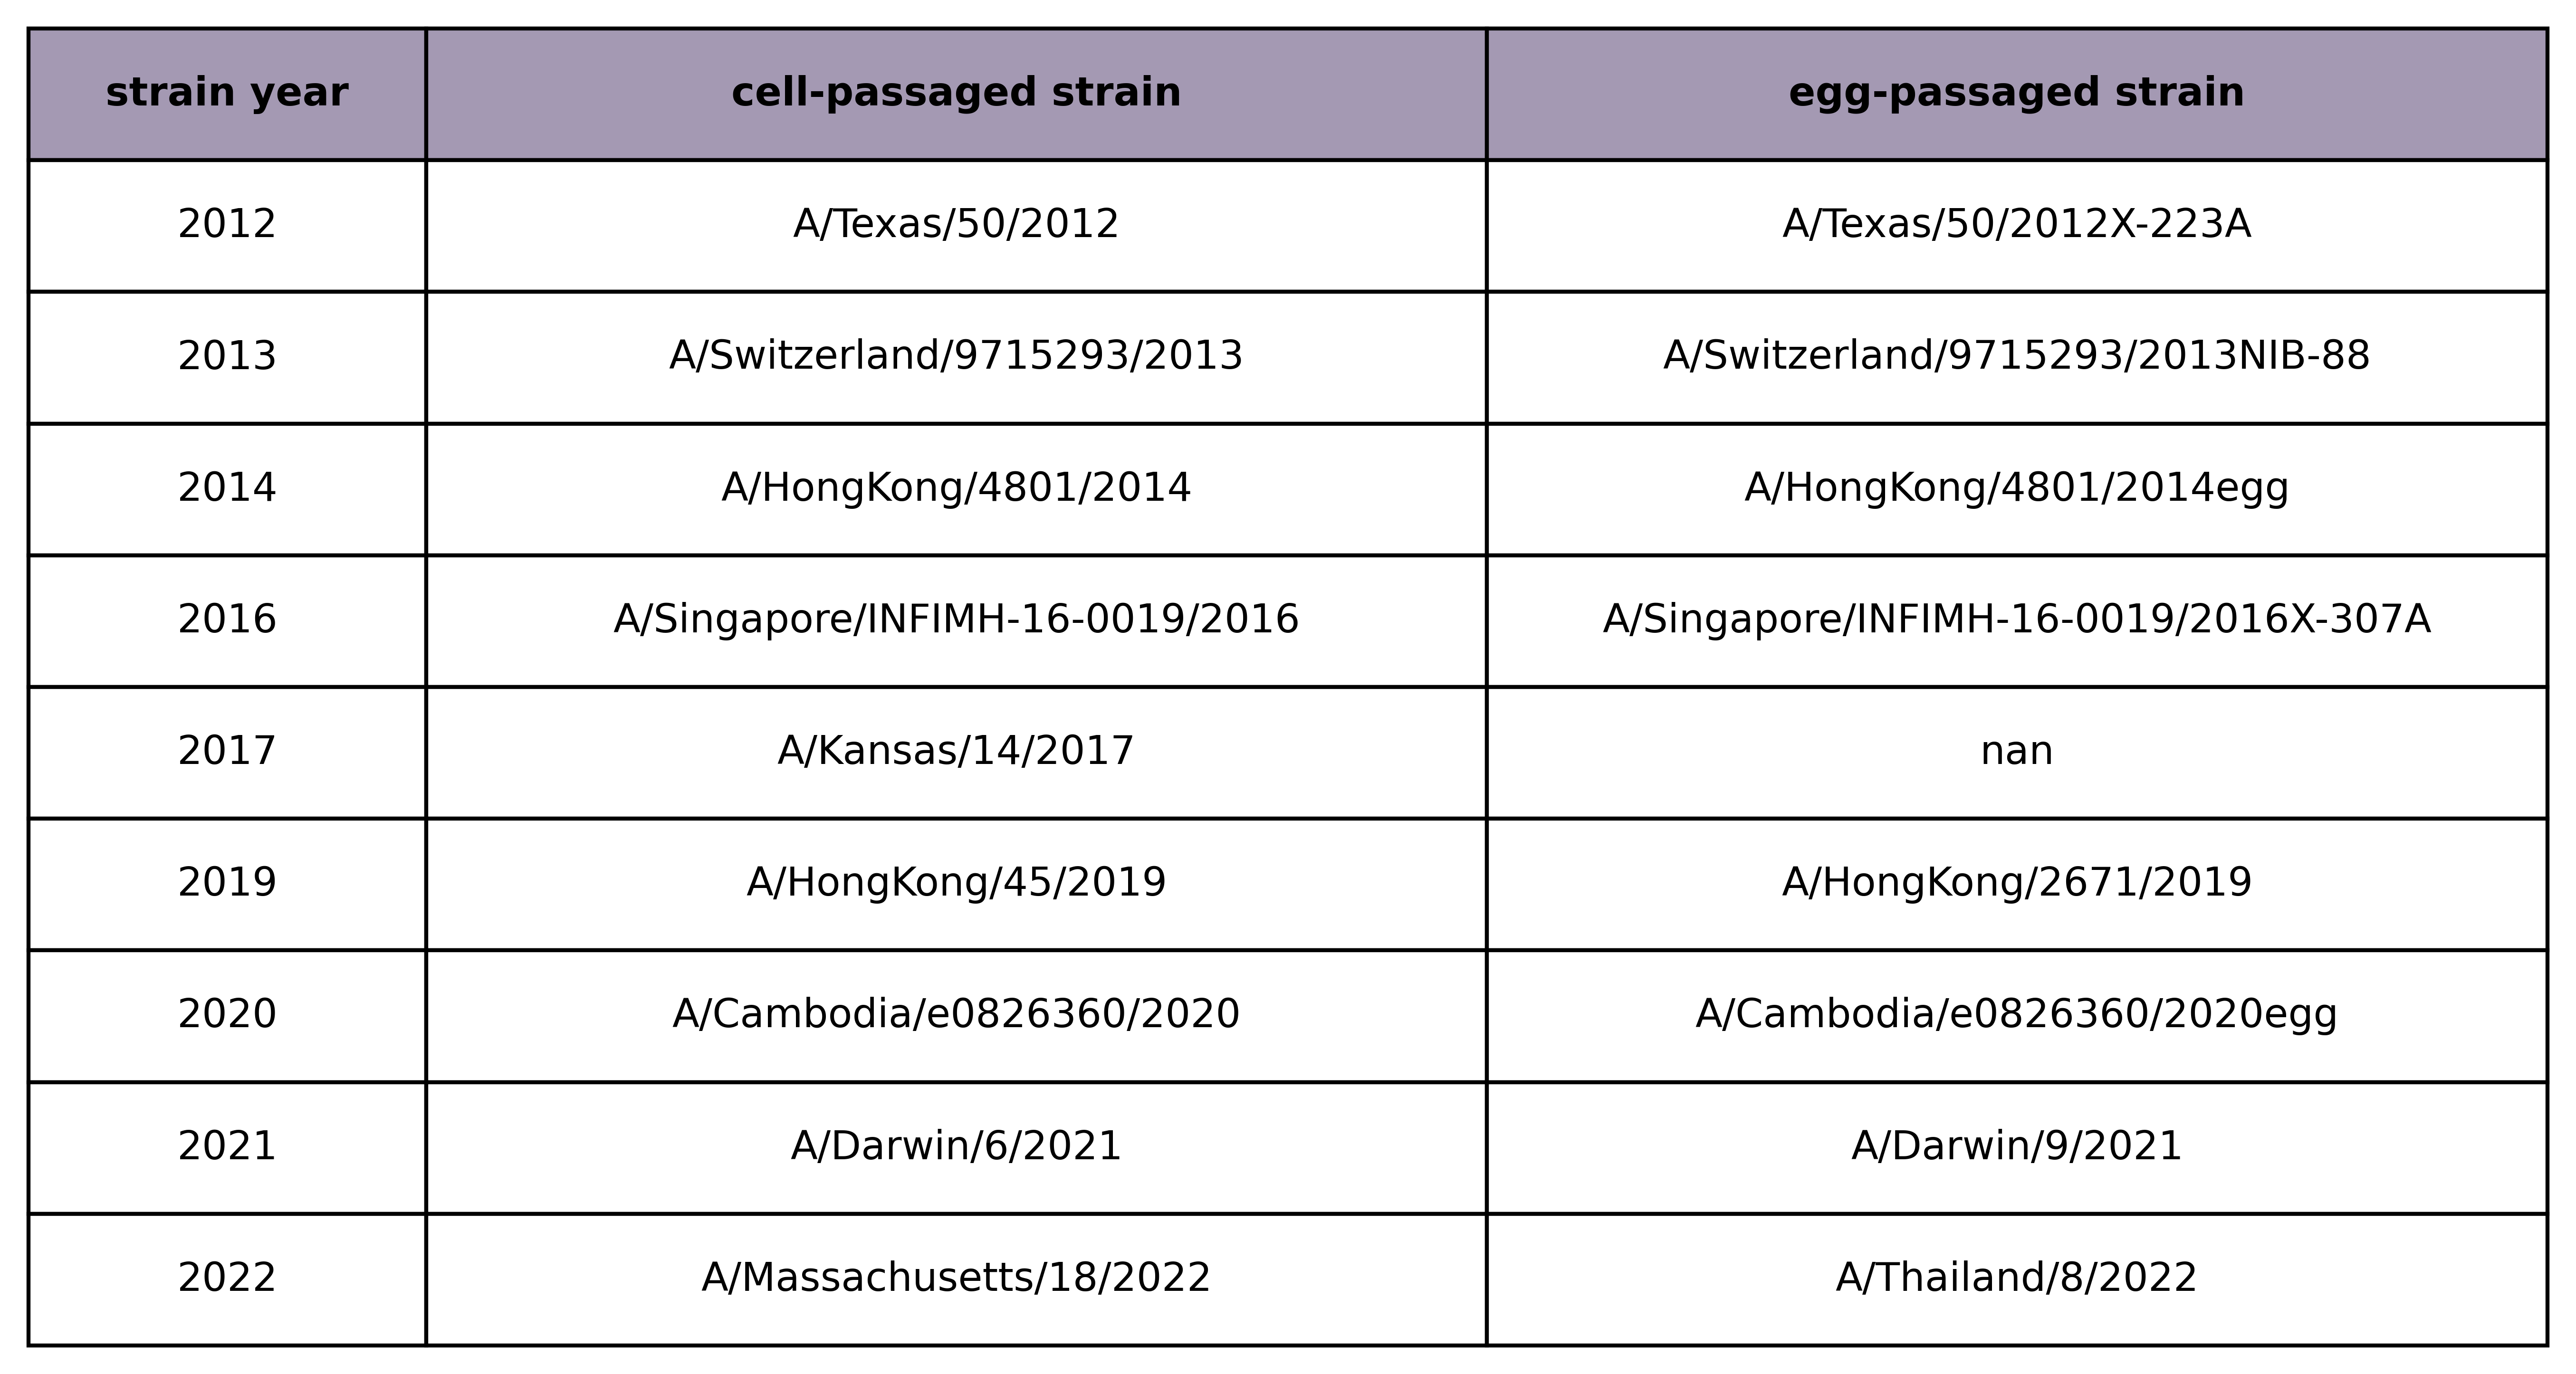 strain year cell-passaged strain egg-passaged strain
2012 A/Texas/50/2012 A/Texas/50/2012X-223A
2013 A/Switzerland/9715293/2013 A/Switzerland/9715293/2013NIB-88
2014 A/HongKong/4801/2014 A/HongKong/4801/2014egg
2016 A/Singapore/INFIMH-16-0019/2016 A/Singapore/INFIMH-16-0019/2016X-307A
2017 A/Kansas/14/2017 nan
2019 A/HongKong/45/2019 A/HongKong/2671/2019
2020 A/Cambodia/e0826360/2020 A/Cambodia/e0826360/2020egg
2021 A/Darwin/6/2021 A/Darwin/9/2021
2022 A/Massachusetts/18/2022 A/Thailand/8/2022